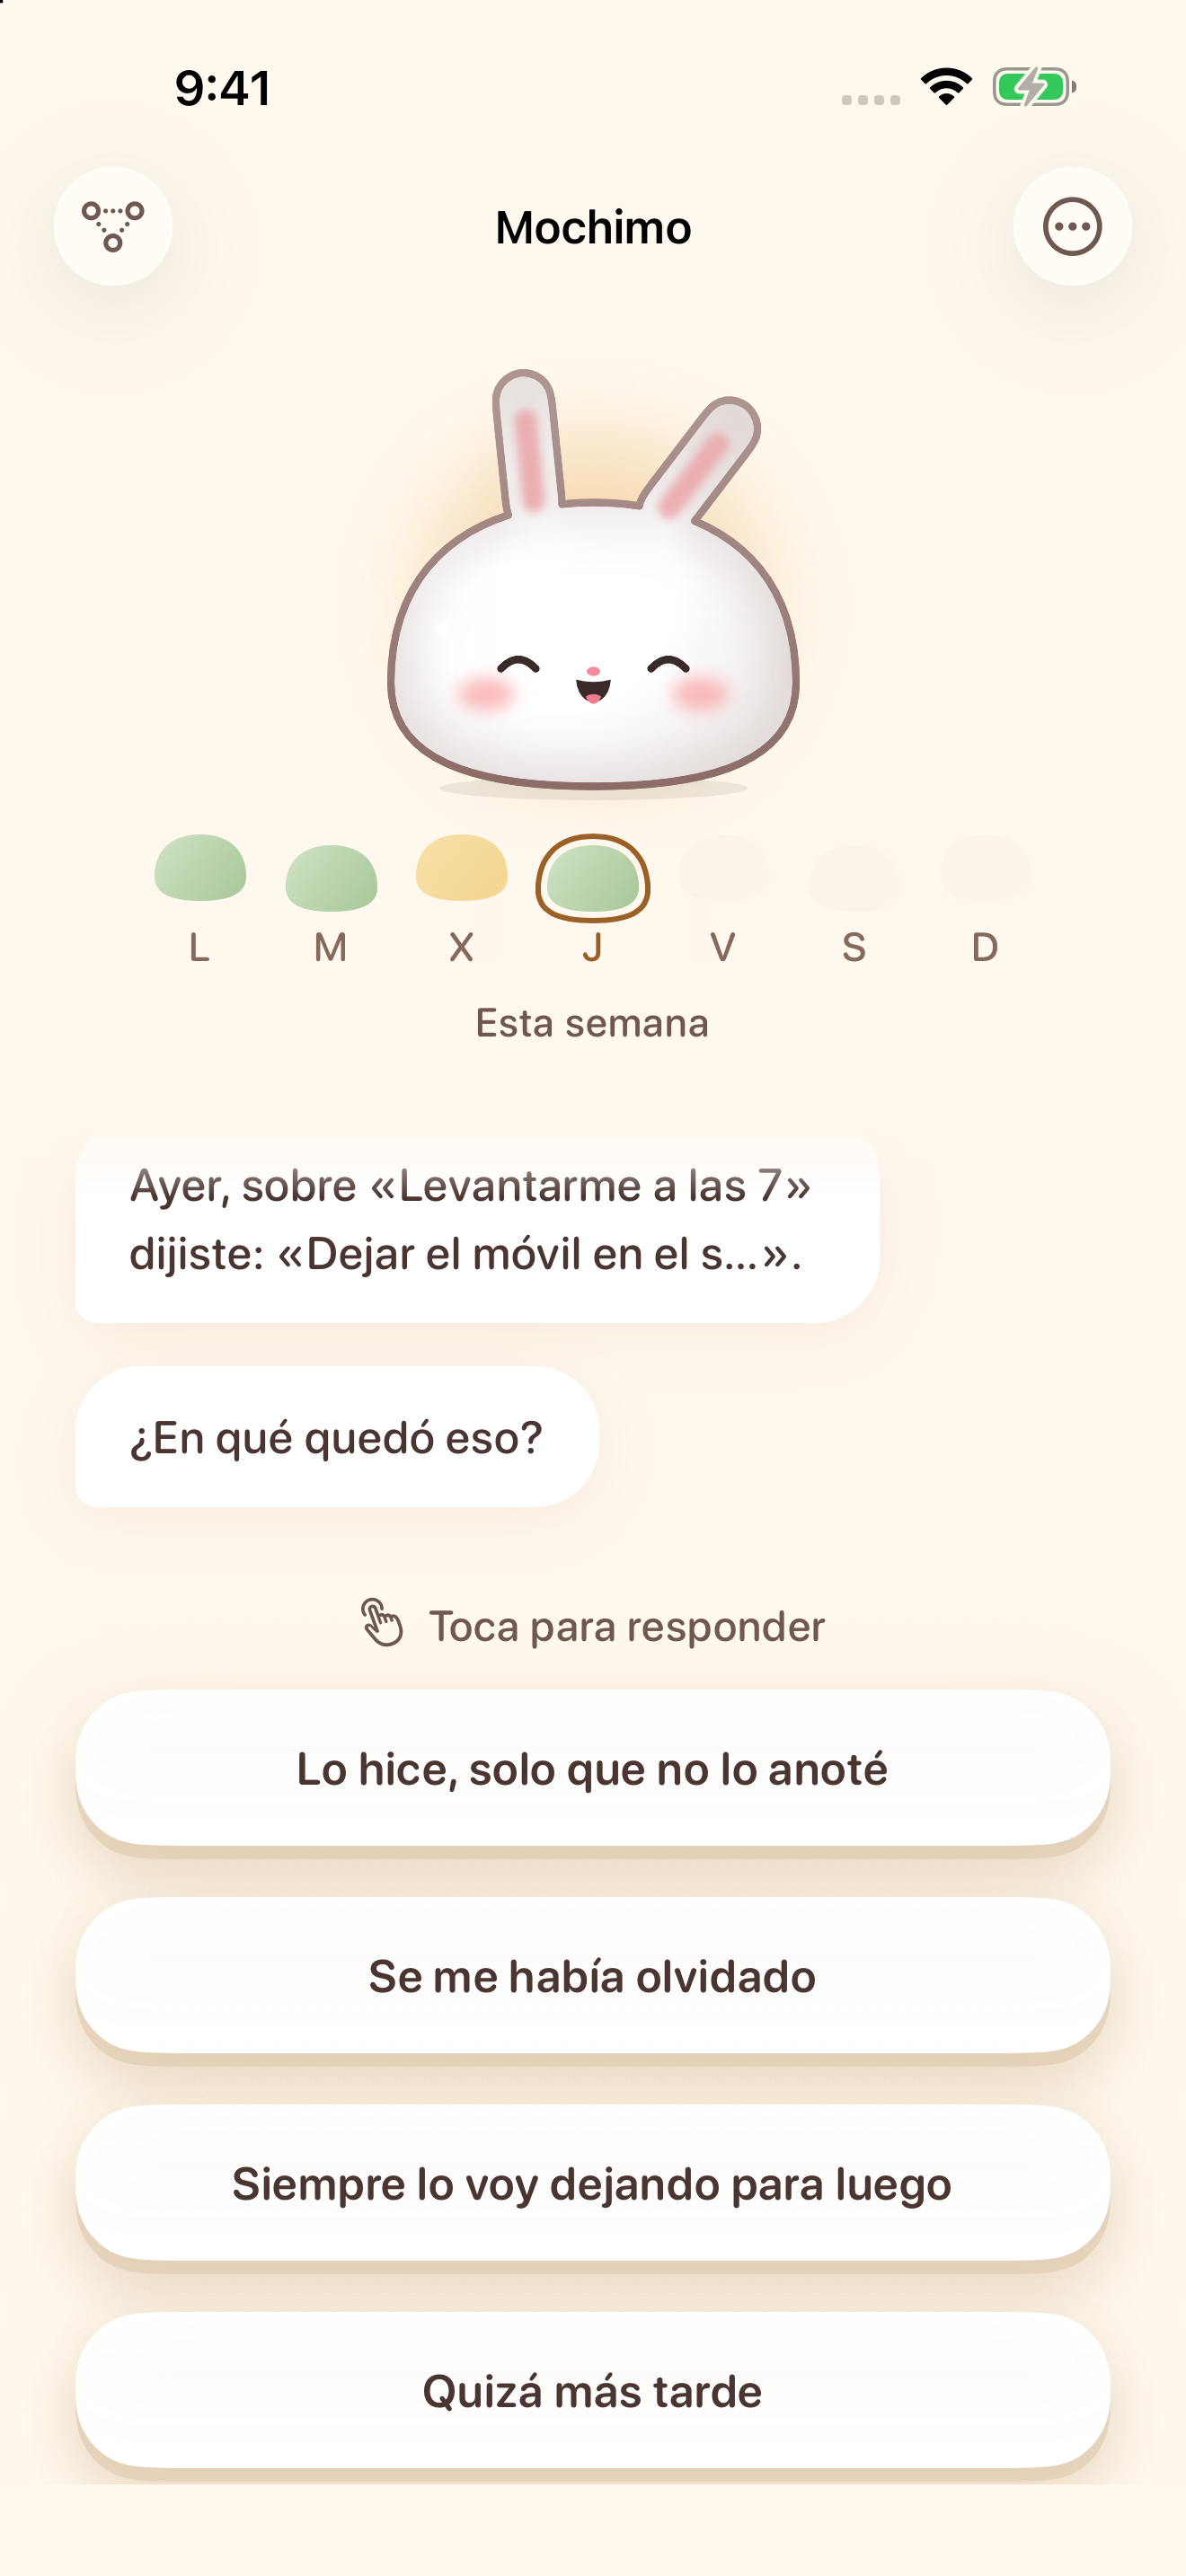 9:41
Mochimo
L M X J V S D
Esta semana
Ayer, sobre «Levantarme a las 7»
dijiste: «Dejar el móvil en el s...».
¿En qué quedó eso?
Toca para responder
Lo hice, solo que no lo anoté
Se me había olvidado
Siempre lo voy dejando para luego
Quizá más tarde